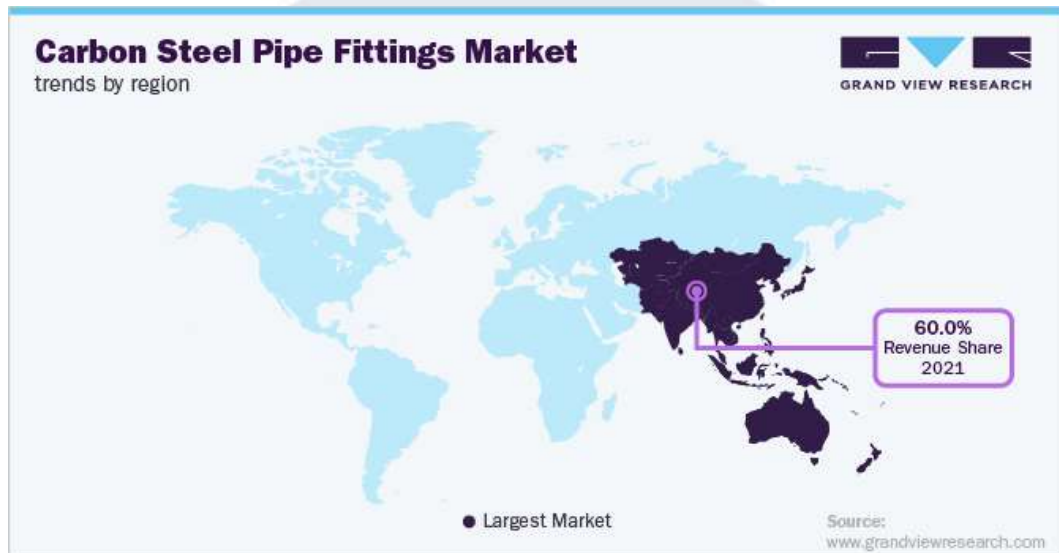 Carbon Steel Pipe Fittings Market
trends by region
GRAND VIEW RESEARCH
60.0%
Revenue Share
2021
Largest Market
Source:
www.grandviewresearch.com